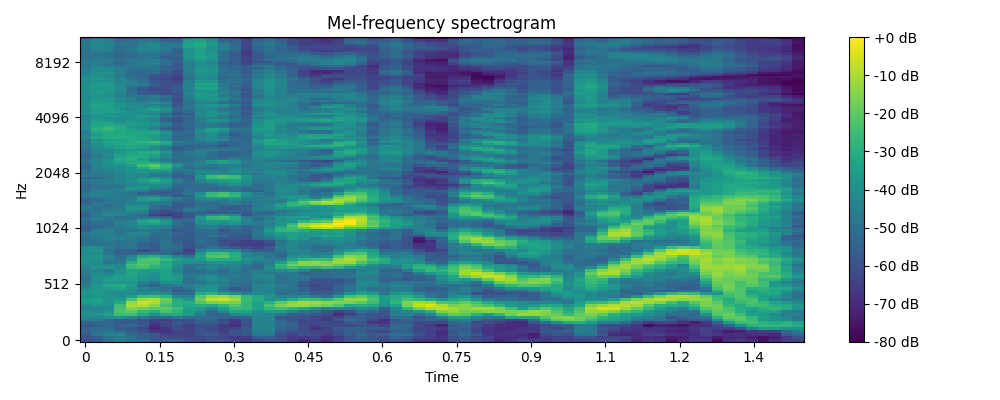 Mel-frequency spectrogram
Hz
8192
4096
2048
1024
512
0
0 0.15 0.3 0.45 0.6 0.75 0.9 1.1 1.2 1.4
Time
+0 dB
-10 dB
-20 dB
-30 dB
-40 dB
-50 dB
-60 dB
-70 dB
-80 dB